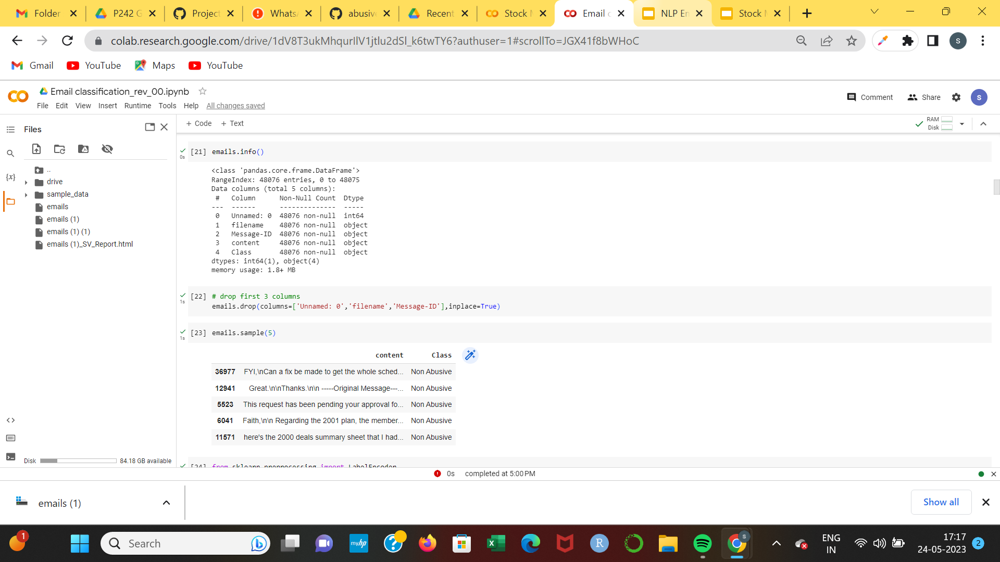 Folder
P242 G
Project
Whats
abusive
Recent
Stock
Email c
NLP En
Stock
colab.research.google.com/drive/1dV8T3ukMhqurIlV1jtlu2dSl_k6twTY6?authuser=1#scrollTo=JGX41f8bWHoC
S
Gmail
YouTube
Maps
YouTube
Email classification_rev_00.ipynb
Comment
Share
S
File Edit View Insert Runtime Tools Help All changes saved
Files
+ Code + Text
RAM
Disk
..
drive
sample_data
emails
emails (1)
emails (1) (1)
emails (1)_SV_Report.html
{x}
<>
Disk 84.18 GB available
0s [21] emails.info()
<class 'pandas.core.frame.DataFrame'>
RangeIndex: 48076 entries, 0 to 48075
Data columns (total 5 columns):
# Column Non-Null Count Dtype
--- ------ -------------- -----
0 Unnamed: 0 48076 non-null int64
1 filename 48076 non-null object
2 Message-ID 48076 non-null object
3 content 48076 non-null object
4 Class 48076 non-null object
dtypes: int64(1), object(4)
memory usage: 1.8+ MB
1s [22] # drop first 3 columns
emails.drop(columns=['Unnamed: 0','filename','Message-ID'],inplace=True)
1s [23] emails.sample(5)
content Class
36977 FYI,\nCan a fix be made to get the whole sched... Non Abusive
12941 Great.\n\nThanks.\n\n -----Original Message---... Non Abusive
5523 This request has been pending your approval fo... Non Abusive
6041 Faith,\n\n Regarding the 2001 plan, the member... Non Abusive
11571 here's the 2000 deals summary sheet that I had... Non Abusive
[24] from sklearn.preprocessing import LabelEncoder
0s completed at 5:00 PM
emails (1)
Show all
1
Search
myhp
ENG
IN
17:17
24-05-2023
2